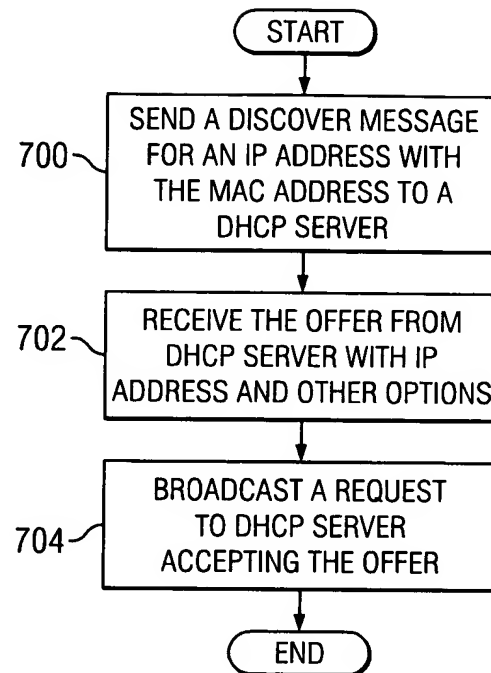 START
700
SEND A DISCOVER MESSAGE
FOR AN IP ADDRESS WITH
THE MAC ADDRESS TO A
DHCP SERVER
702
RECEIVE THE OFFER FROM
DHCP SERVER WITH IP
ADDRESS AND OTHER OPTIONS
704
BROADCAST A REQUEST
TO DHCP SERVER
ACCEPTING THE OFFER
END